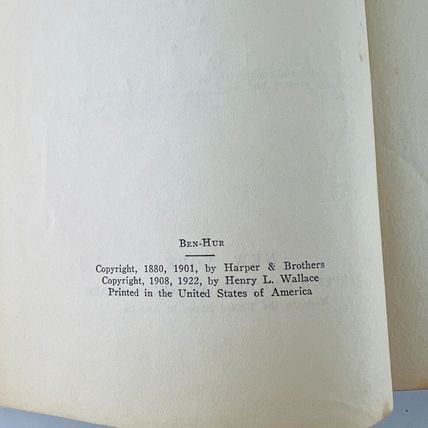 Ben-Hur
Copyright, 1880, 1901, by Harper & Brothers
Copyright, 1908, 1922, by Henry L. Wallace
Printed in the United States of America